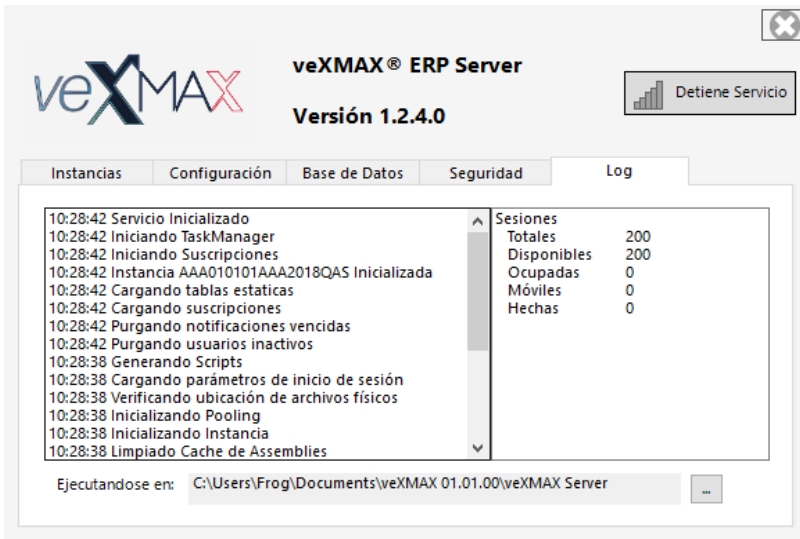 veXMAX
veXMAX® ERP Server
Versión 1.2.4.0
Detiene Servicio
Instancias
Configuración
Base de Datos
Seguridad
Log
10:28:42 Servicio Inicializado
10:28:42 Iniciando TaskManager
10:28:42 Iniciando Suscripciones
10:28:42 Instancia AAA010101AAA2018QAS Inicializada
10:28:42 Cargando tablas estaticas
10:28:42 Cargando suscripciones
10:28:42 Purgando notificaciones vencidas
10:28:42 Purgando usuarios inactivos
10:28:38 Generando Scripts
10:28:38 Cargando parámetros de inicio de sesión
10:28:38 Verificando ubicación de archivos físicos
10:28:38 Inicializando Pooling
10:28:38 Inicializando Instancia
10:28:38 Limpiado Cache de Assemblies
Sesiones
Totales 200
Disponibles 200
Ocupadas 0
Móviles 0
Hechas 0
Ejecutandose en: C:\Users\Frog\Documents\veXMAX 01.01.00\veXMAX Server
...